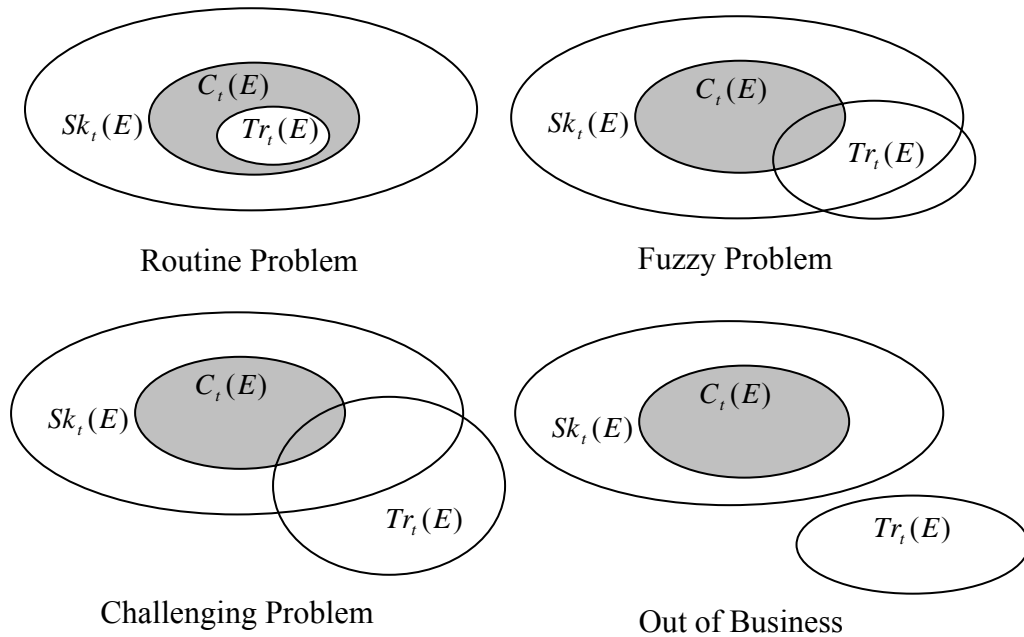 C_t(E)
Sk_t(E)
Tr_t(E)
Routine Problem
C_t(E)
Sk_t(E)
Tr_t(E)
Fuzzy Problem
C_t(E)
Sk_t(E)
Tr_t(E)
Challenging Problem
C_t(E)
Sk_t(E)
Tr_t(E)
Out of Business